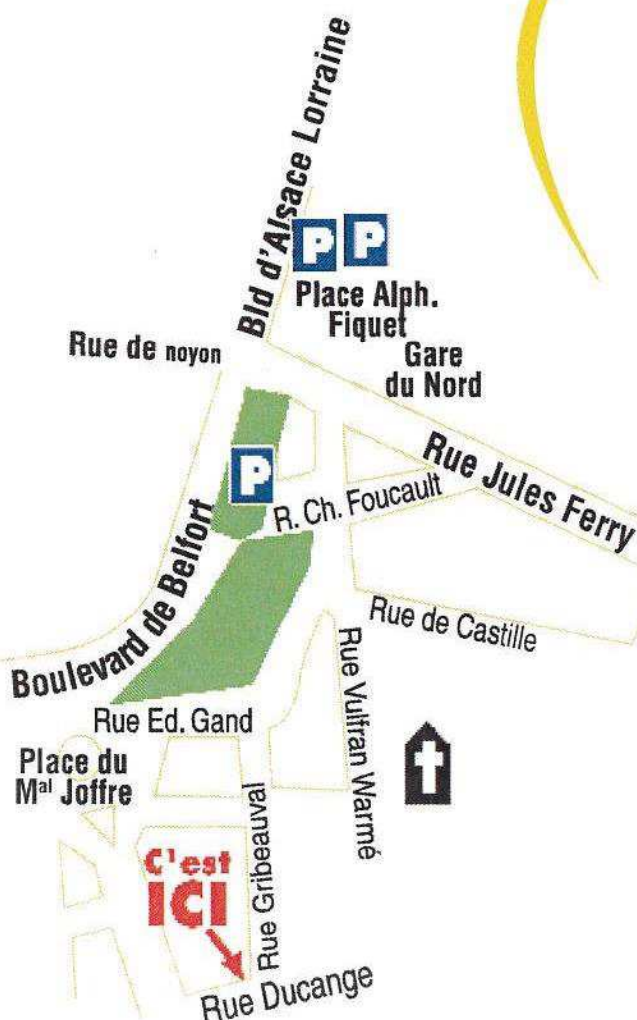 Bld d'Alsace Lorraine
P P
Place Alph.
Fiquet
Gare
du Nord
Rue de noyon
Rue Jules Ferry
P
R. Ch. Foucault
Boulevard de Belfort
Rue de Castille
Rue Ed. Gand
Rue Vulfran Warmé
Place du
Mal Joffre
C'est
ICI
Rue Gribeauval
Rue Ducange